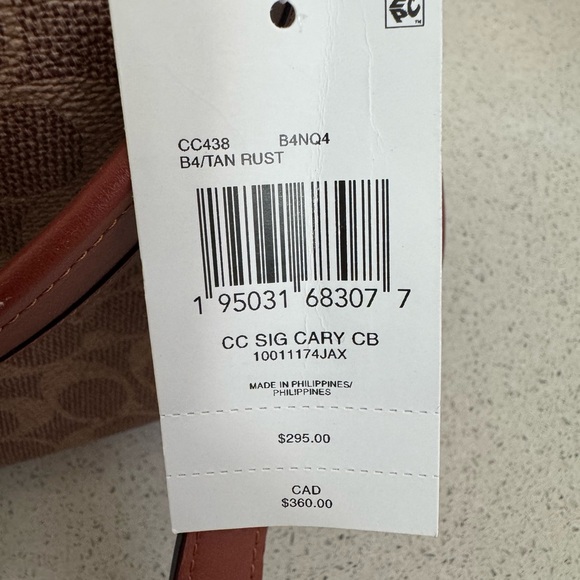 EPC™
CC438 B4NQ4
B4/TAN RUST
1 95031 68307 7
CC SIG CARY CB
10011174JAX
MADE IN PHILIPPINES/
PHILIPPINES
$295.00
CAD
$360.00